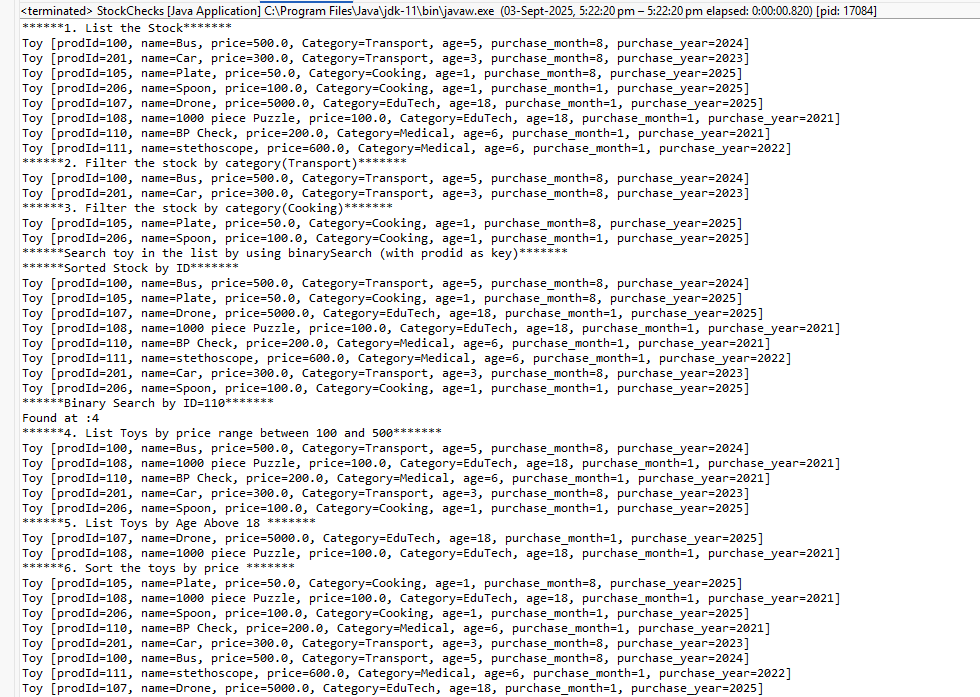 <terminated> StockChecks [Java Application] C:\Program Files\Java\jdk-11\bin\javaw.exe (03-Sept-2025, 5:22:20 pm – 5:22:20 pm elapsed: 0:00:00.820) [pid: 17084]
******1. List the Stock*******
Toy [prodId=100, name=Bus, price=500.0, Category=Transport, age=5, purchase_month=8, purchase_year=2024]
Toy [prodId=201, name=Car, price=300.0, Category=Transport, age=3, purchase_month=8, purchase_year=2023]
Toy [prodId=105, name=Plate, price=50.0, Category=Cooking, age=1, purchase_month=8, purchase_year=2025]
Toy [prodId=206, name=Spoon, price=100.0, Category=Cooking, age=1, purchase_month=1, purchase_year=2025]
Toy [prodId=107, name=Drone, price=5000.0, Category=EduTech, age=18, purchase_month=1, purchase_year=2025]
Toy [prodId=108, name=1000 piece Puzzle, price=100.0, Category=EduTech, age=18, purchase_month=1, purchase_year=2021]
Toy [prodId=110, name=BP Check, price=200.0, Category=Medical, age=6, purchase_month=1, purchase_year=2021]
Toy [prodId=111, name=stethoscope, price=600.0, Category=Medical, age=6, purchase_month=1, purchase_year=2022]
******2. Filter the stock by category(Transport)*******
Toy [prodId=100, name=Bus, price=500.0, Category=Transport, age=5, purchase_month=8, purchase_year=2024]
Toy [prodId=201, name=Car, price=300.0, Category=Transport, age=3, purchase_month=8, purchase_year=2023]
******3. Filter the stock by category(Cooking)*******
Toy [prodId=105, name=Plate, price=50.0, Category=Cooking, age=1, purchase_month=8, purchase_year=2025]
Toy [prodId=206, name=Spoon, price=100.0, Category=Cooking, age=1, purchase_month=1, purchase_year=2025]
******Search toy in the list by using binarySearch (with prodid as key)*******
******Sorted Stock by ID*******
Toy [prodId=100, name=Bus, price=500.0, Category=Transport, age=5, purchase_month=8, purchase_year=2024]
Toy [prodId=105, name=Plate, price=50.0, Category=Cooking, age=1, purchase_month=8, purchase_year=2025]
Toy [prodId=107, name=Drone, price=5000.0, Category=EduTech, age=18, purchase_month=1, purchase_year=2025]
Toy [prodId=108, name=1000 piece Puzzle, price=100.0, Category=EduTech, age=18, purchase_month=1, purchase_year=2021]
Toy [prodId=110, name=BP Check, price=200.0, Category=Medical, age=6, purchase_month=1, purchase_year=2021]
Toy [prodId=111, name=stethoscope, price=600.0, Category=Medical, age=6, purchase_month=1, purchase_year=2022]
Toy [prodId=201, name=Car, price=300.0, Category=Transport, age=3, purchase_month=8, purchase_year=2023]
Toy [prodId=206, name=Spoon, price=100.0, Category=Cooking, age=1, purchase_month=1, purchase_year=2025]
******Binary Search by ID=110*******
Found at :4
******4. List Toys by price range between 100 and 500*******
Toy [prodId=100, name=Bus, price=500.0, Category=Transport, age=5, purchase_month=8, purchase_year=2024]
Toy [prodId=108, name=1000 piece Puzzle, price=100.0, Category=EduTech, age=18, purchase_month=1, purchase_year=2021]
Toy [prodId=110, name=BP Check, price=200.0, Category=Medical, age=6, purchase_month=1, purchase_year=2021]
Toy [prodId=201, name=Car, price=300.0, Category=Transport, age=3, purchase_month=8, purchase_year=2023]
Toy [prodId=206, name=Spoon, price=100.0, Category=Cooking, age=1, purchase_month=1, purchase_year=2025]
******5. List Toys by Age Above 18 *******
Toy [prodId=107, name=Drone, price=5000.0, Category=EduTech, age=18, purchase_month=1, purchase_year=2025]
Toy [prodId=108, name=1000 piece Puzzle, price=100.0, Category=EduTech, age=18, purchase_month=1, purchase_year=2021]
******6. Sort the toys by price *******
Toy [prodId=105, name=Plate, price=50.0, Category=Cooking, age=1, purchase_month=8, purchase_year=2025]
Toy [prodId=108, name=1000 piece Puzzle, price=100.0, Category=EduTech, age=18, purchase_month=1, purchase_year=2021]
Toy [prodId=206, name=Spoon, price=100.0, Category=Cooking, age=1, purchase_month=1, purchase_year=2025]
Toy [prodId=110, name=BP Check, price=200.0, Category=Medical, age=6, purchase_month=1, purchase_year=2021]
Toy [prodId=201, name=Car, price=300.0, Category=Transport, age=3, purchase_month=8, purchase_year=2023]
Toy [prodId=100, name=Bus, price=500.0, Category=Transport, age=5, purchase_month=8, purchase_year=2024]
Toy [prodId=111, name=stethoscope, price=600.0, Category=Medical, age=6, purchase_month=1, purchase_year=2022]
Toy [prodId=107, name=Drone, price=5000.0, Category=EduTech, age=18, purchase_month=1, purchase_year=2025]